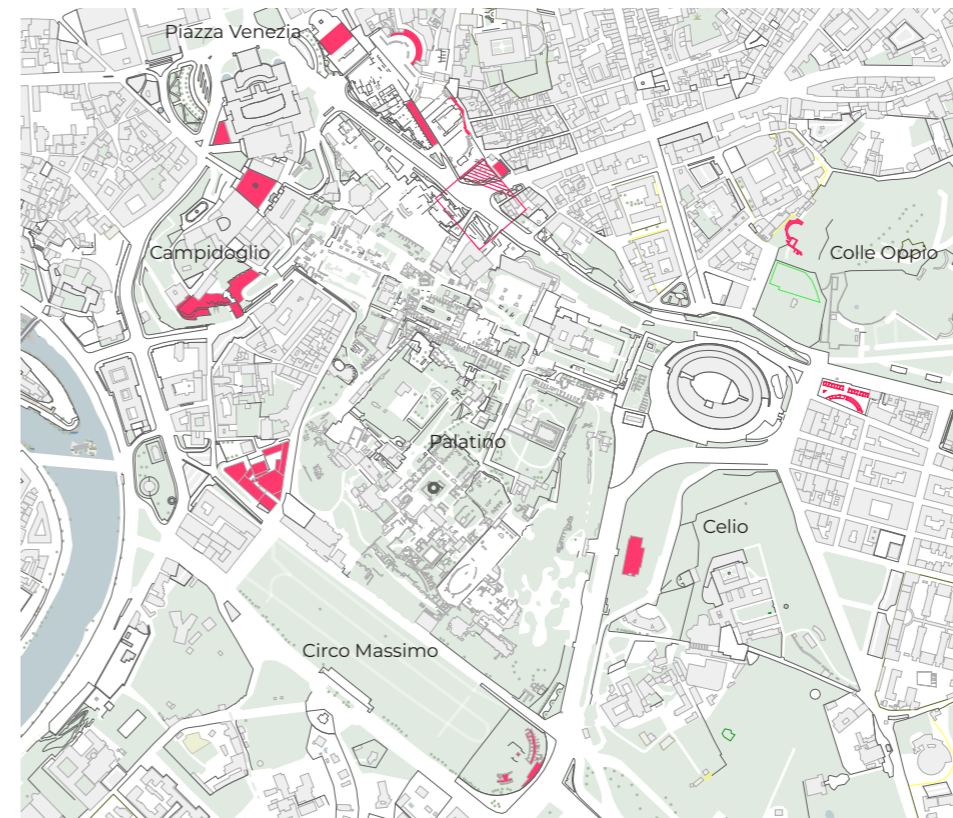 Piazza Venezia
Campidoglio
Colle Oppio
Palatino
Celio
Circo Massimo